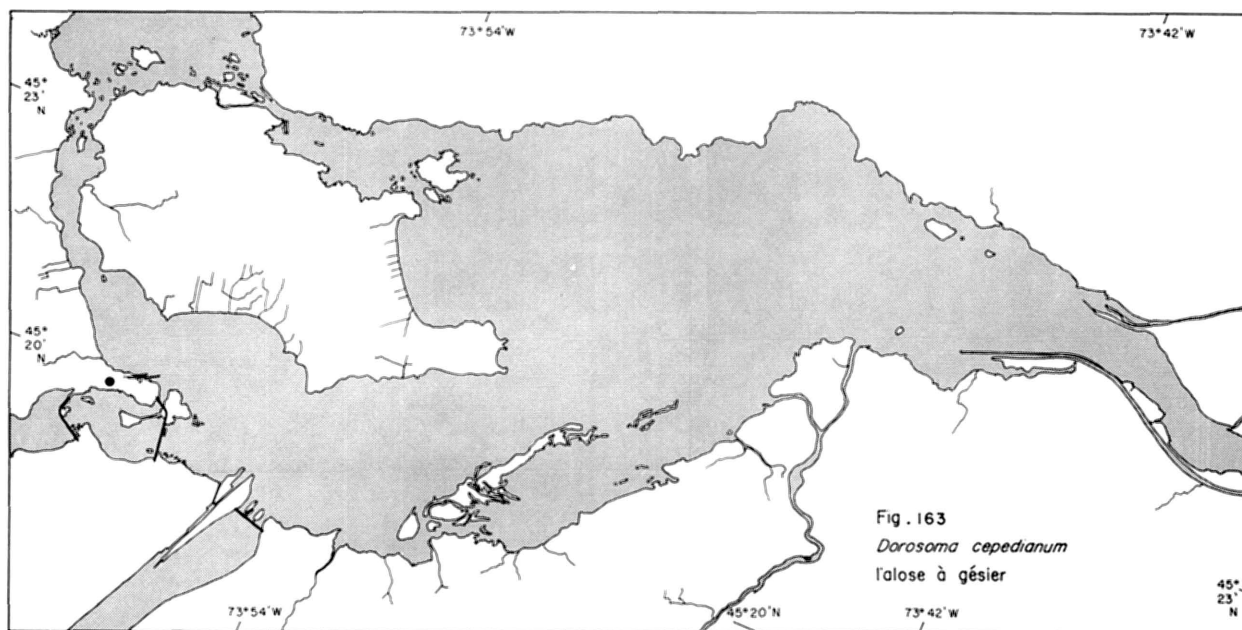 73°54'W
73°42'W
45°
23'
N
45°
20'
N
Fig. 163
Dorosoma cepedianum
l'alose à gésier
45°
23'
N
73°54'W
45°20'N
73°42'W